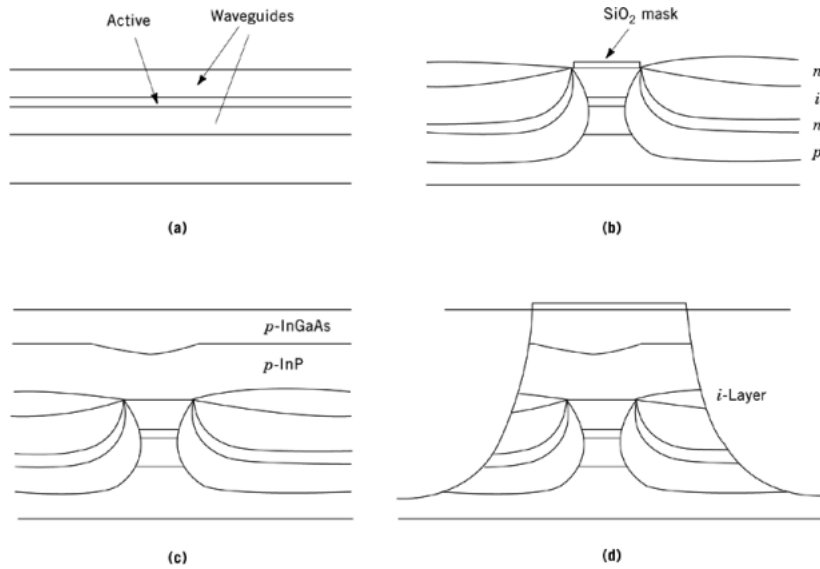 Waveguides
Active
(a)
SiO₂ mask
n
i
n
p
(b)
p-InGaAs
p-InP
(c)
i-Layer
(d)